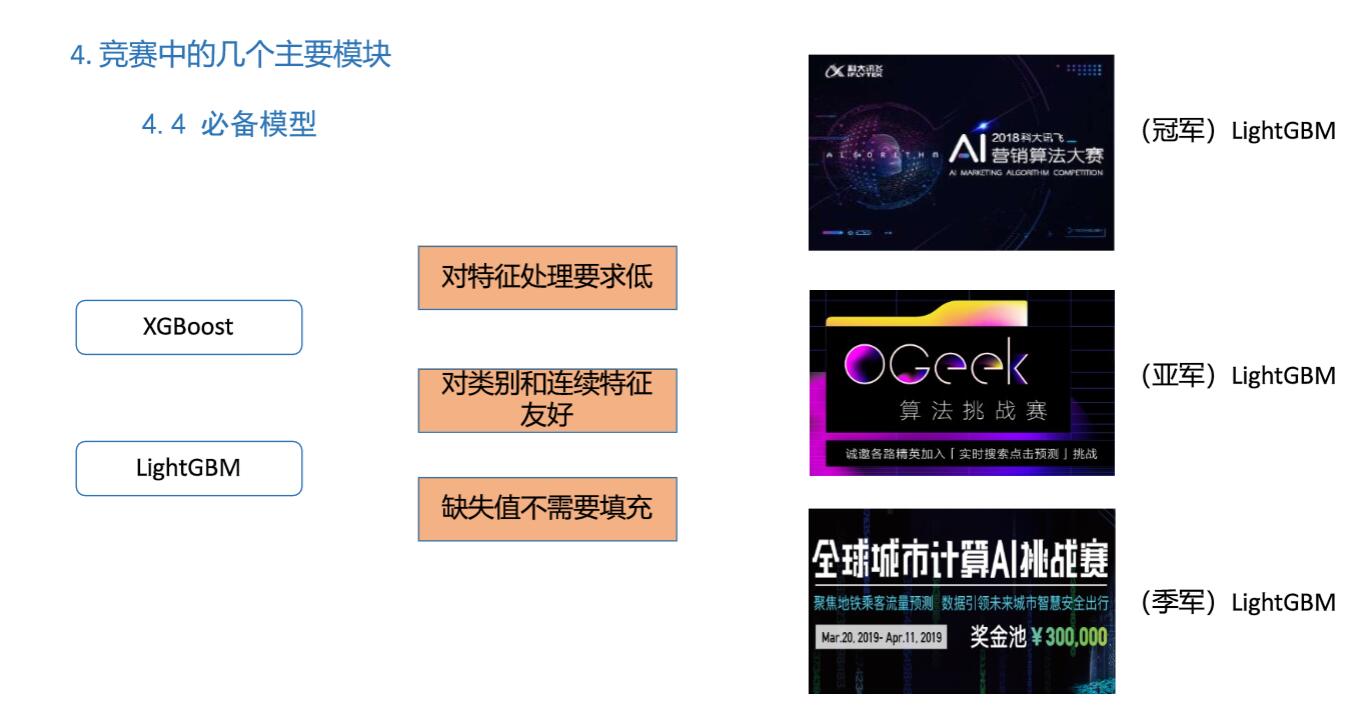 4. 竞赛中的几个主要模块
4.4 必备模型
XGBoost
LightGBM
对特征处理要求低
对类别和连续特征
友好
缺失值不需要填充
科大讯飞
IFLYTEK
ALGORITHM
2018科大讯飞
AI营销算法大赛
AI MARKETING ALGORITHM COMPETITION
(冠军) LightGBM
OGeek
算法挑战赛
诚邀各路精英加入「实时搜索点击预测」挑战
(亚军) LightGBM
全球城市计算AI挑战赛
聚焦地铁乘客流量预测 数据引领未来城市智慧安全出行
Mar.20, 2019- Apr.11, 2019 奖金池¥300,000
(季军) LightGBM